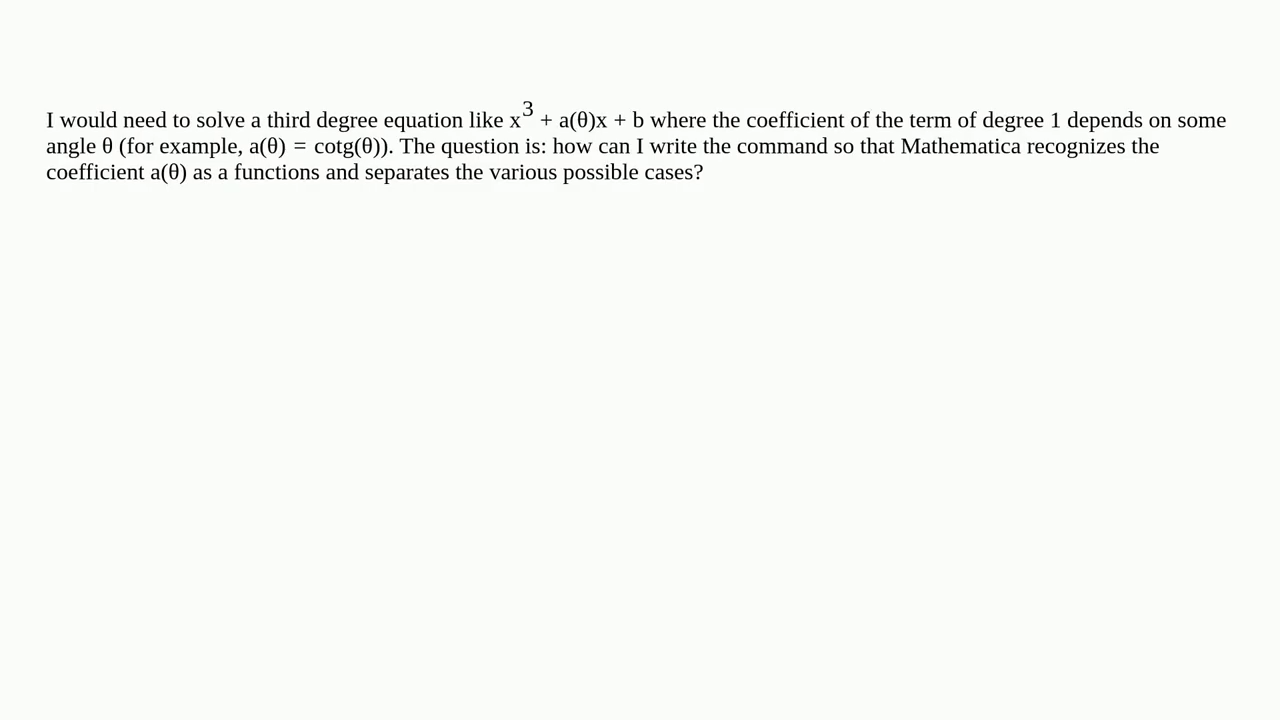 I would need to solve a third degree equation like x^3 + a(θ)x + b where the coefficient of the term of degree 1 depends on some
angle θ (for example, a(θ) = cotg(θ)). The question is: how can I write the command so that Mathematica recognizes the
coefficient a(θ) as a functions and separates the various possible cases?